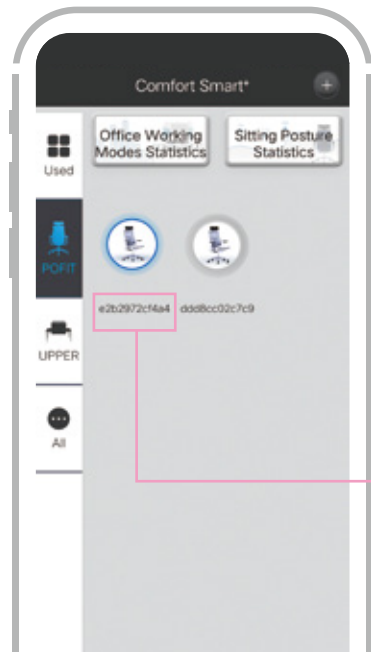 Comfort Smart+
Office Working
Modes Statistics
Sitting Posture
Statistics
Used
POFIT
UPPER
All
e2b2972cf4a4
ddd8cc02c7c9